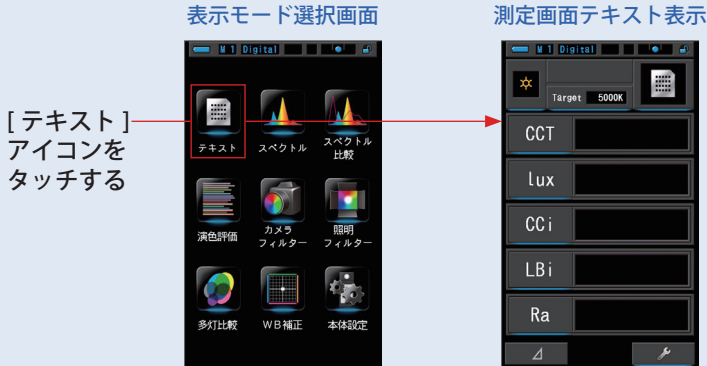 表示モード選択画面
測定画面テキスト表示
[テキスト]
アイコンを
タッチする
M 1 Digital
テキスト
スペクトル
スペクトル
比較
演色評価
カメラ
フィルター
照明
フィルター
多灯比較
WB補正
本体設定
M 1 Digital
Target 5000K
CCT
lux
CCi
LBi
Ra